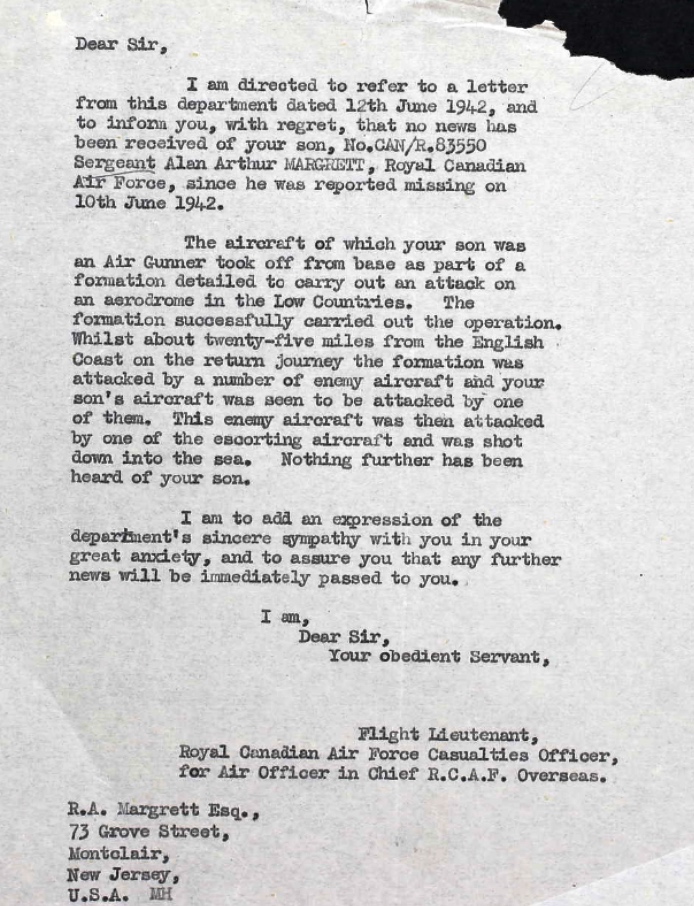 Dear Sir,
I am directed to refer to a letter
from this department dated 12th June 1942, and
to inform you, with regret, that no news has
been received of your son, No.CAN/R.83550
Sergeant Alan Arthur MARGRETT, Royal Canadian
Air Force, since he was reported missing on
10th June 1942.
The aircraft of which your son was
an Air Gunner took off from base as part of a
formation detailed to carry out an attack on
an aerodrome in the Low Countries. The
formation successfully carried out the operation.
Whilst about twenty-five miles from the English
Coast on the return journey the formation was
attacked by a number of enemy aircraft and your
son's aircraft was seen to be attacked by one
of them. This enemy aircraft was then attacked
by one of the escorting aircraft and was shot
down into the sea. Nothing further has been
heard of your son.
I am to add an expression of the
department's sincere sympathy with you in your
great anxiety, and to assure you that any further
news will be immediately passed to you.
I am,
Dear Sir,
Your obedient Servant,
Flight Lieutenant,
Royal Canadian Air Force Casualties Officer,
for Air Officer in Chief R.C.A.F. Overseas.
R.A. Margrett Esq.,
73 Grove Street,
Montclair,
New Jersey,
U.S.A. MH